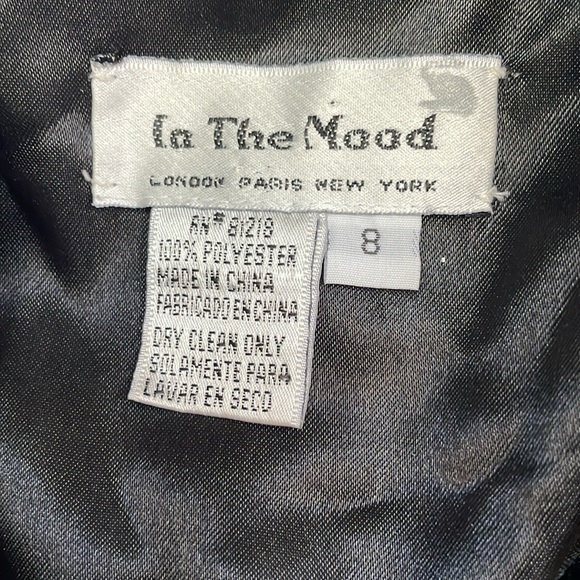 In The Mood
LONDON PARIS NEW YORK
RN# 81219
100% POLYESTER
MADE IN CHINA
FABRICADO EN CHINA
DRY CLEAN ONLY
SOLAMENTE PARA
LAVAR EN SECO
8